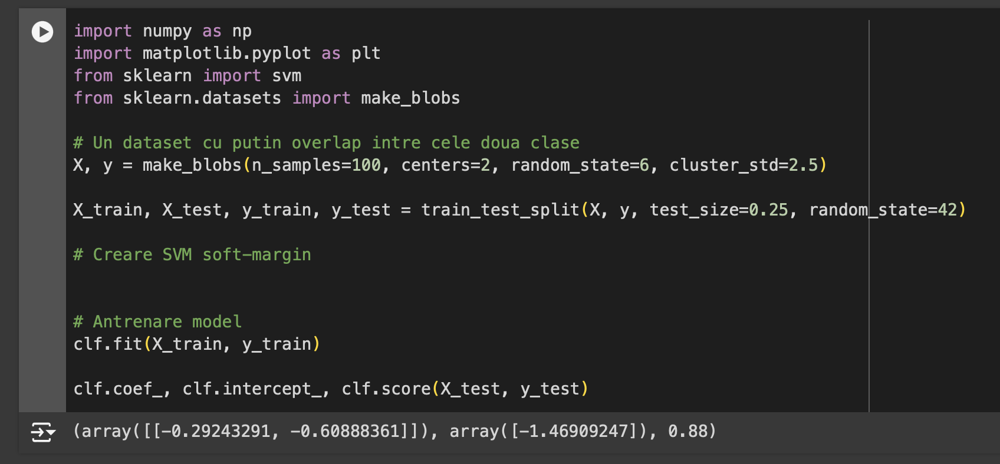 import numpy as np
import matplotlib.pyplot as plt
from sklearn import svm
from sklearn.datasets import make_blobs
# Un dataset cu putin overlap intre cele doua clase
X, y = make_blobs(n_samples=100, centers=2, random_state=6, cluster_std=2.5)
X_train, X_test, y_train, y_test = train_test_split(X, y, test_size=0.25, random_state=42)
# Creare SVM soft-margin
# Antrenare model
clf.fit(X_train, y_train)
clf.coef_, clf.intercept_, clf.score(X_test, y_test)
(array([[-0.29243291, -0.60888361]]), array([-1.46909247]), 0.88)